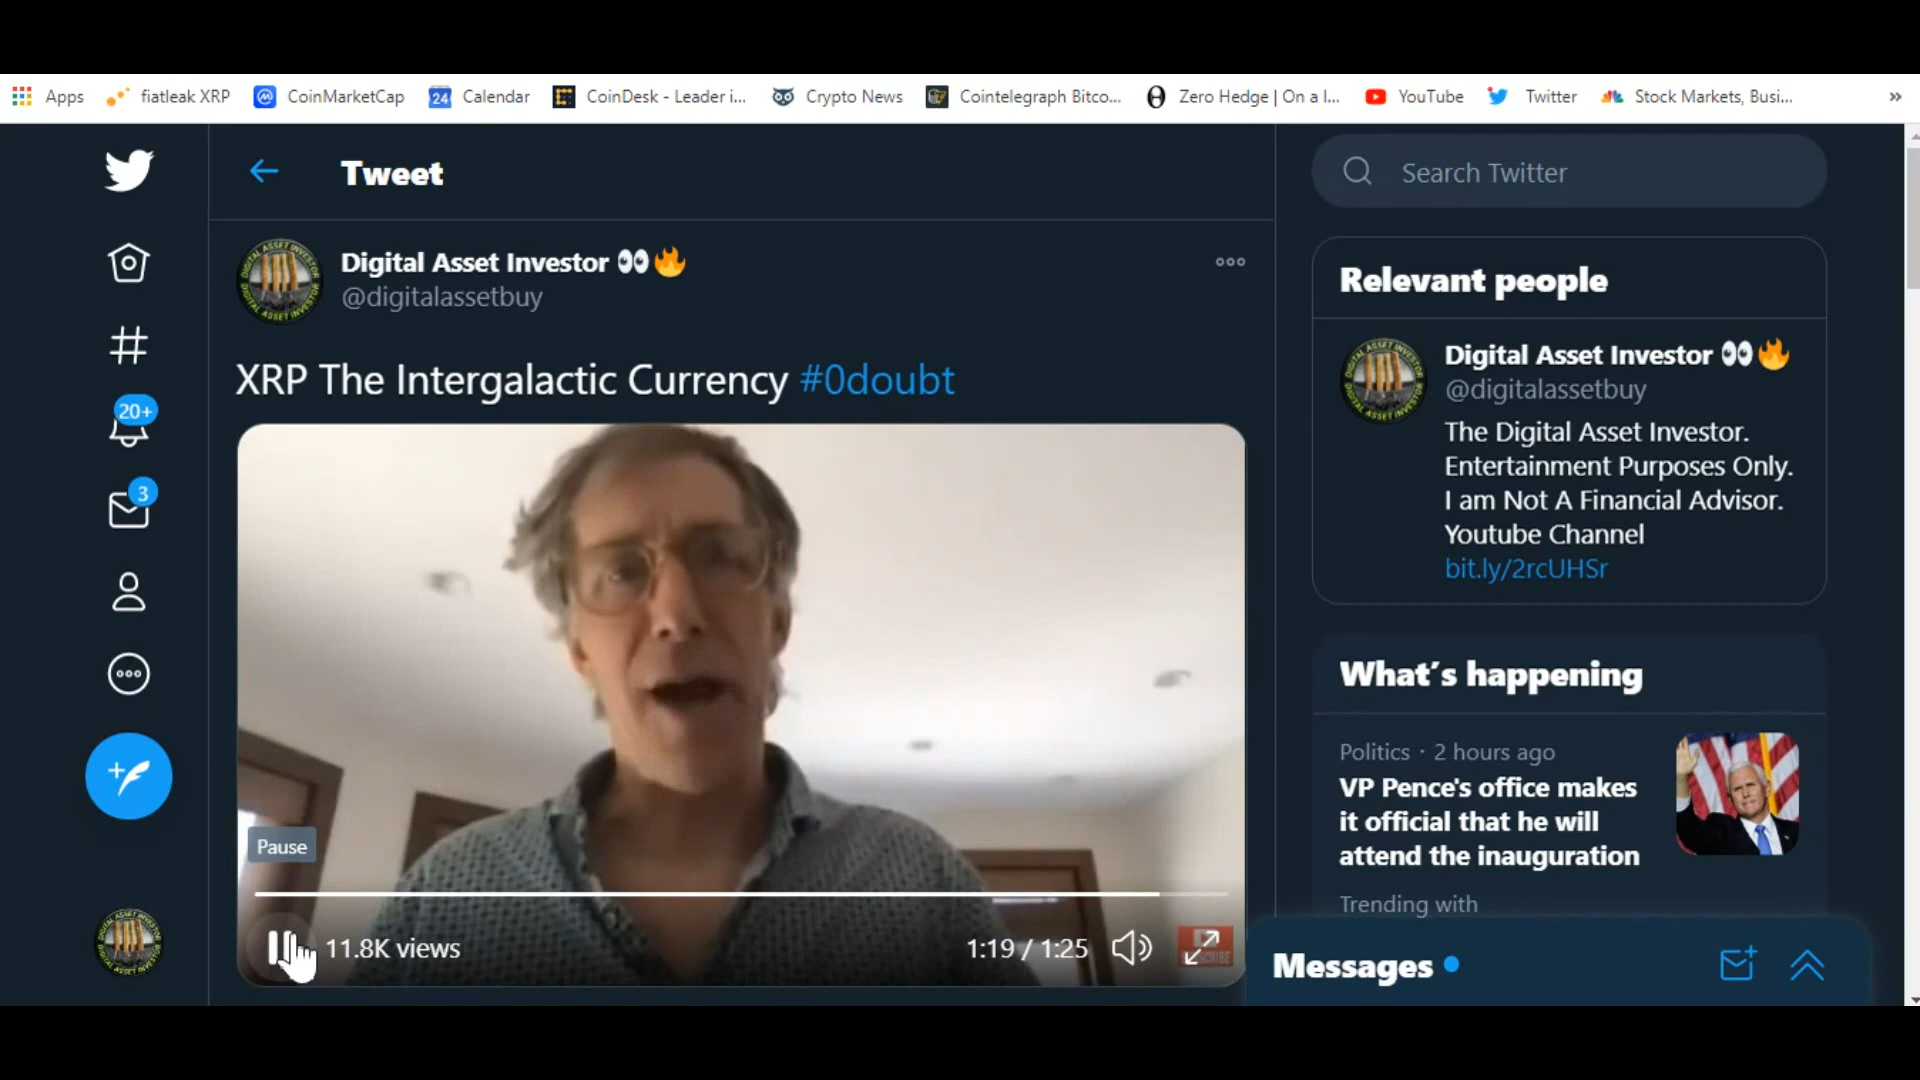 Apps fiatleak XRP CoinMarketCap 24 Calendar CoinDesk - Leader i... Crypto News Cointelegraph Bitco... Zero Hedge | On a l... YouTube Twitter Stock Markets, Busi... »
Tweet
Search Twitter
Digital Asset Investor 👀🔥
@digitalassetbuy
XRP The Intergalactic Currency #0doubt
20+
3
Pause
11.8K views
1:19 / 1:25
Relevant people
DIGITAL ASSET INVESTOR
Digital Asset Investor 👀🔥
@digitalassetbuy
The Digital Asset Investor.
Entertainment Purposes Only.
I am Not A Financial Advisor.
Youtube Channel
bit.ly/2rcUHSr
What's happening
Politics · 2 hours ago
VP Pence's office makes
it official that he will
attend the inauguration
Trending with
Messages